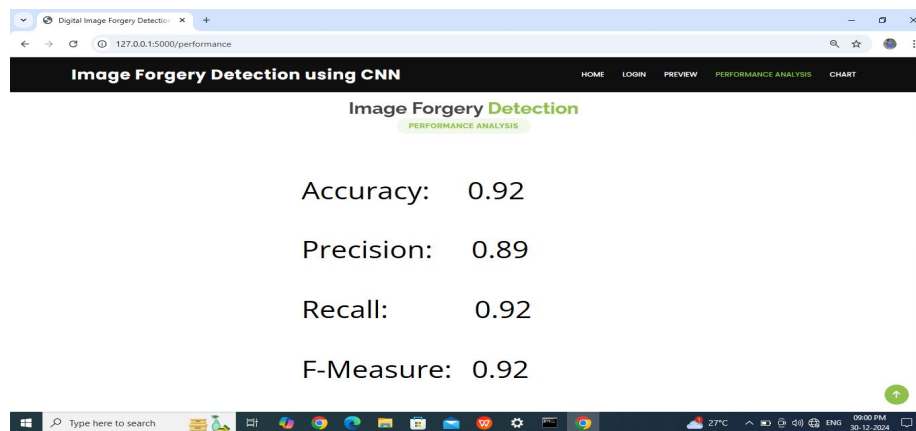 Digital Image Forgery Detection
127.0.0.1:5000/performance
Image Forgery Detection using CNN
HOME LOGIN PREVIEW PERFORMANCE ANALYSIS CHART
Image Forgery Detection
PERFORMANCE ANALYSIS
Accuracy: 0.92
Precision: 0.89
Recall: 0.92
F-Measure: 0.92
Type here to search
27°C ENG 09:00 PM
30-12-2024